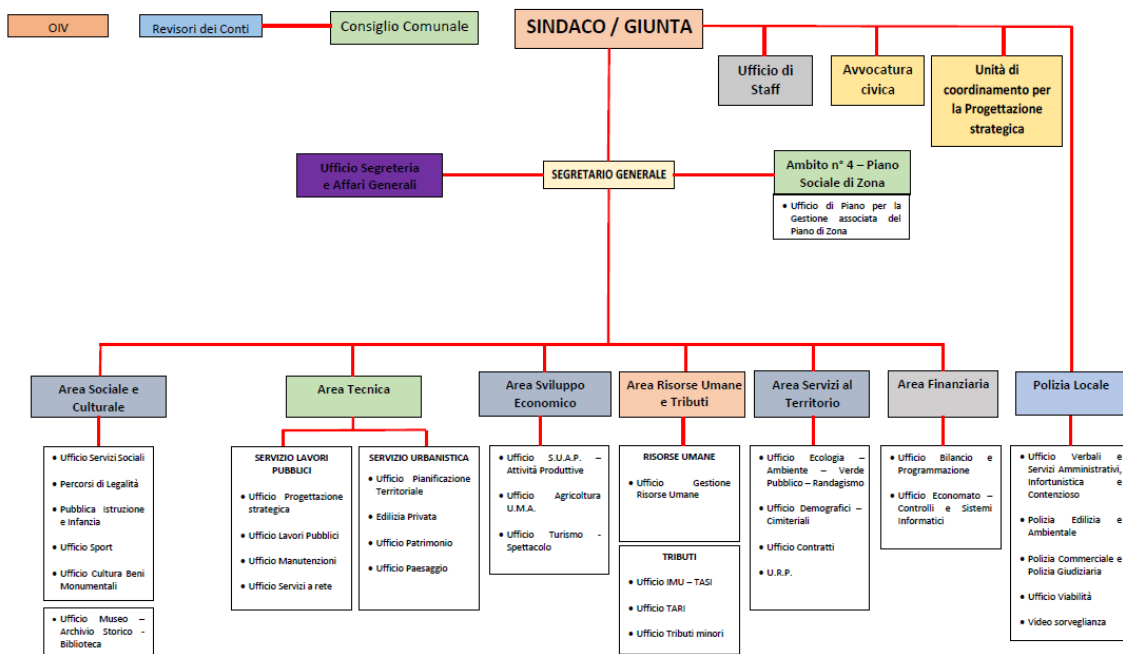 OIV
Revisori dei Conti
Consiglio Comunale
SINDACO / GIUNTA
Ufficio di
Staff
Avvocatura
civica
Unità di
coordinamento per
la Progettazione
strategica
Ufficio Segreteria
e Affari Generali
SEGRETARIO GENERALE
Ambito n° 4 – Piano
Sociale di Zona
• Ufficio di Piano per la
Gestione associata del
Piano di Zona
Area Sociale e
Culturale
• Ufficio Servizi Sociali
• Percorsi di Legalità
• Pubblica Istruzione
e Infanzia
• Ufficio Sport
• Ufficio Cultura Beni
Monumentali
• Ufficio Museo –
Archivio Storico -
Biblioteca
Area Tecnica
SERVIZIO LAVORI
PUBBLICI
• Ufficio Progettazione
strategica
• Ufficio Lavori Pubblici
• Ufficio Manutenzioni
• Ufficio Servizi a rete
SERVIZIO URBANISTICA
• Ufficio Pianificazione
Territoriale
• Edilizia Privata
• Ufficio Patrimonio
• Ufficio Paesaggio
Area Sviluppo
Economico
• Ufficio S.U.A.P. –
Attività Produttive
• Ufficio Agricoltura
U.M.A.
• Ufficio Turismo -
Spettacolo
Area Risorse Umane
e Tributi
RISORSE UMANE
• Ufficio Gestione
Risorse Umane
TRIBUTI
• Ufficio IMU – TASI
• Ufficio TARI
• Ufficio Tributi minori
Area Servizi al
Territorio
• Ufficio Ecologia –
Ambiente – Verde
Pubblico – Randagismo
• Ufficio Demografici –
Cimiteriali
• Ufficio Contratti
• U.R.P.
Area Finanziaria
• Ufficio Bilancio e
Programmazione
• Ufficio Economato –
Controlli e Sistemi
Informatici
Polizia Locale
• Ufficio Verbali e
Servizi Amministrativi,
Infortunistica e
Contenzioso
• Polizia Edilizia e
Ambientale
• Polizia Commerciale e
Polizia Giudiziaria
• Ufficio Viabilità
• Video sorveglianza